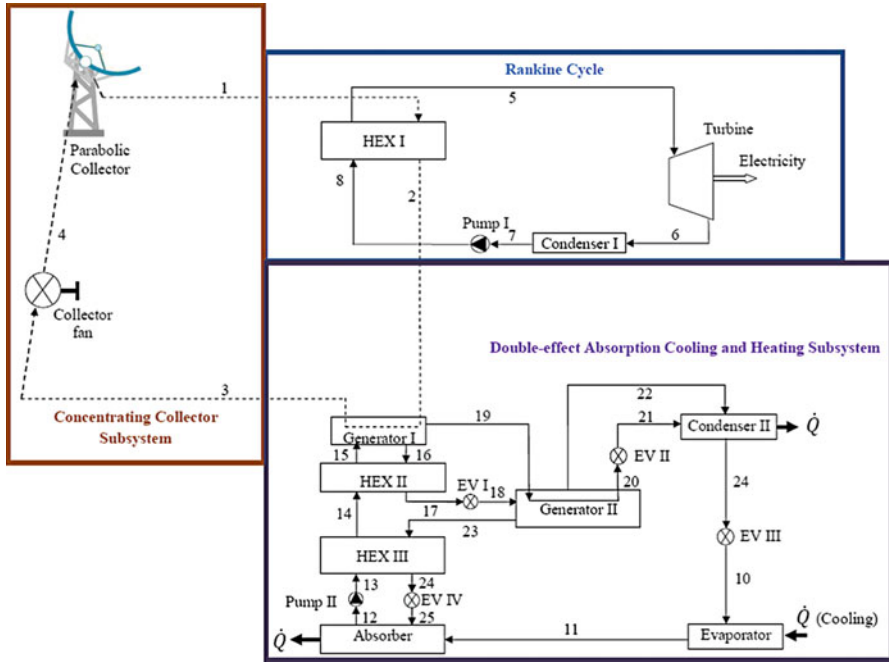 Rankine Cycle
1
5
Turbine
HEX I
Electricity
Parabolic
Collector
8
2
Pump I
4
7
Condenser I
6
Collector
fan
Double-effect Absorption Cooling and Heating Subsystem
3
22
Concentrating Collector
Subsystem
19
21
Condenser II
Q̇
Generator I
15
16
EV II
HEX II
EV I
18
20
24
17
Generator II
14
23
EV III
HEX III
13
24
10
Pump II
EV IV
Q̇ (Cooling)
12
25
11
Q̇
Absorber
Evaporator